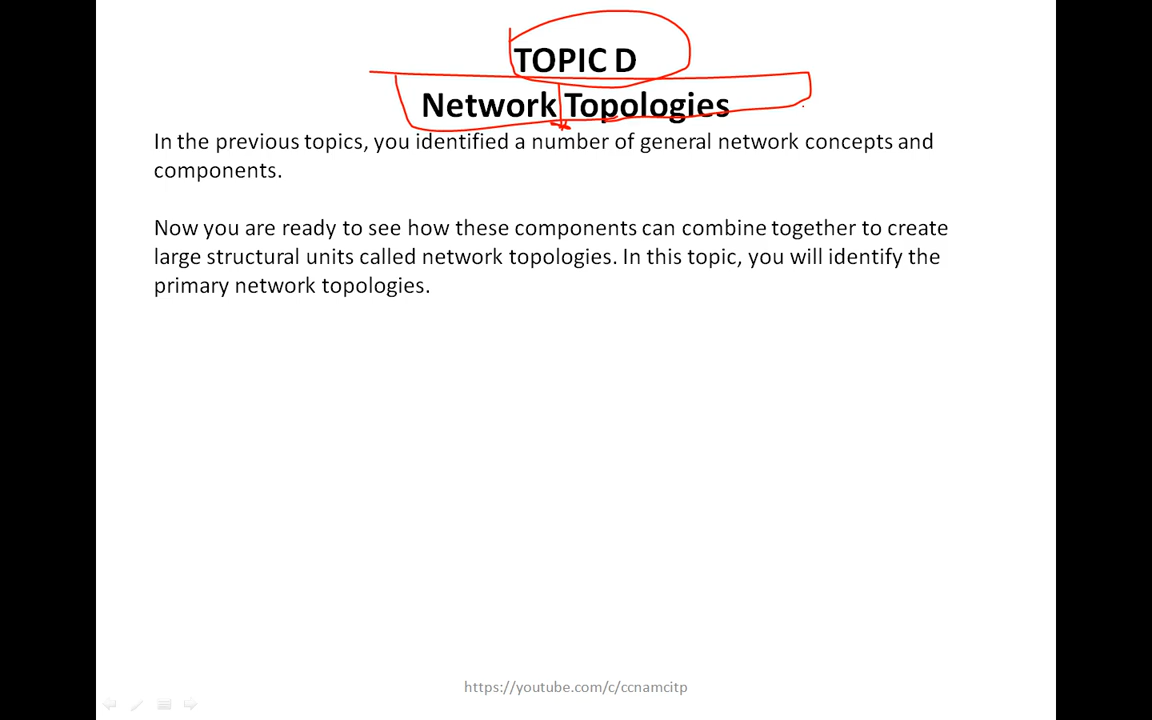 TOPIC D
Network Topologies
In the previous topics, you identified a number of general network concepts and
components.
Now you are ready to see how these components can combine together to create
large structural units called network topologies. In this topic, you will identify the
primary network topologies.
https://youtube.com/c/ccnamcitp